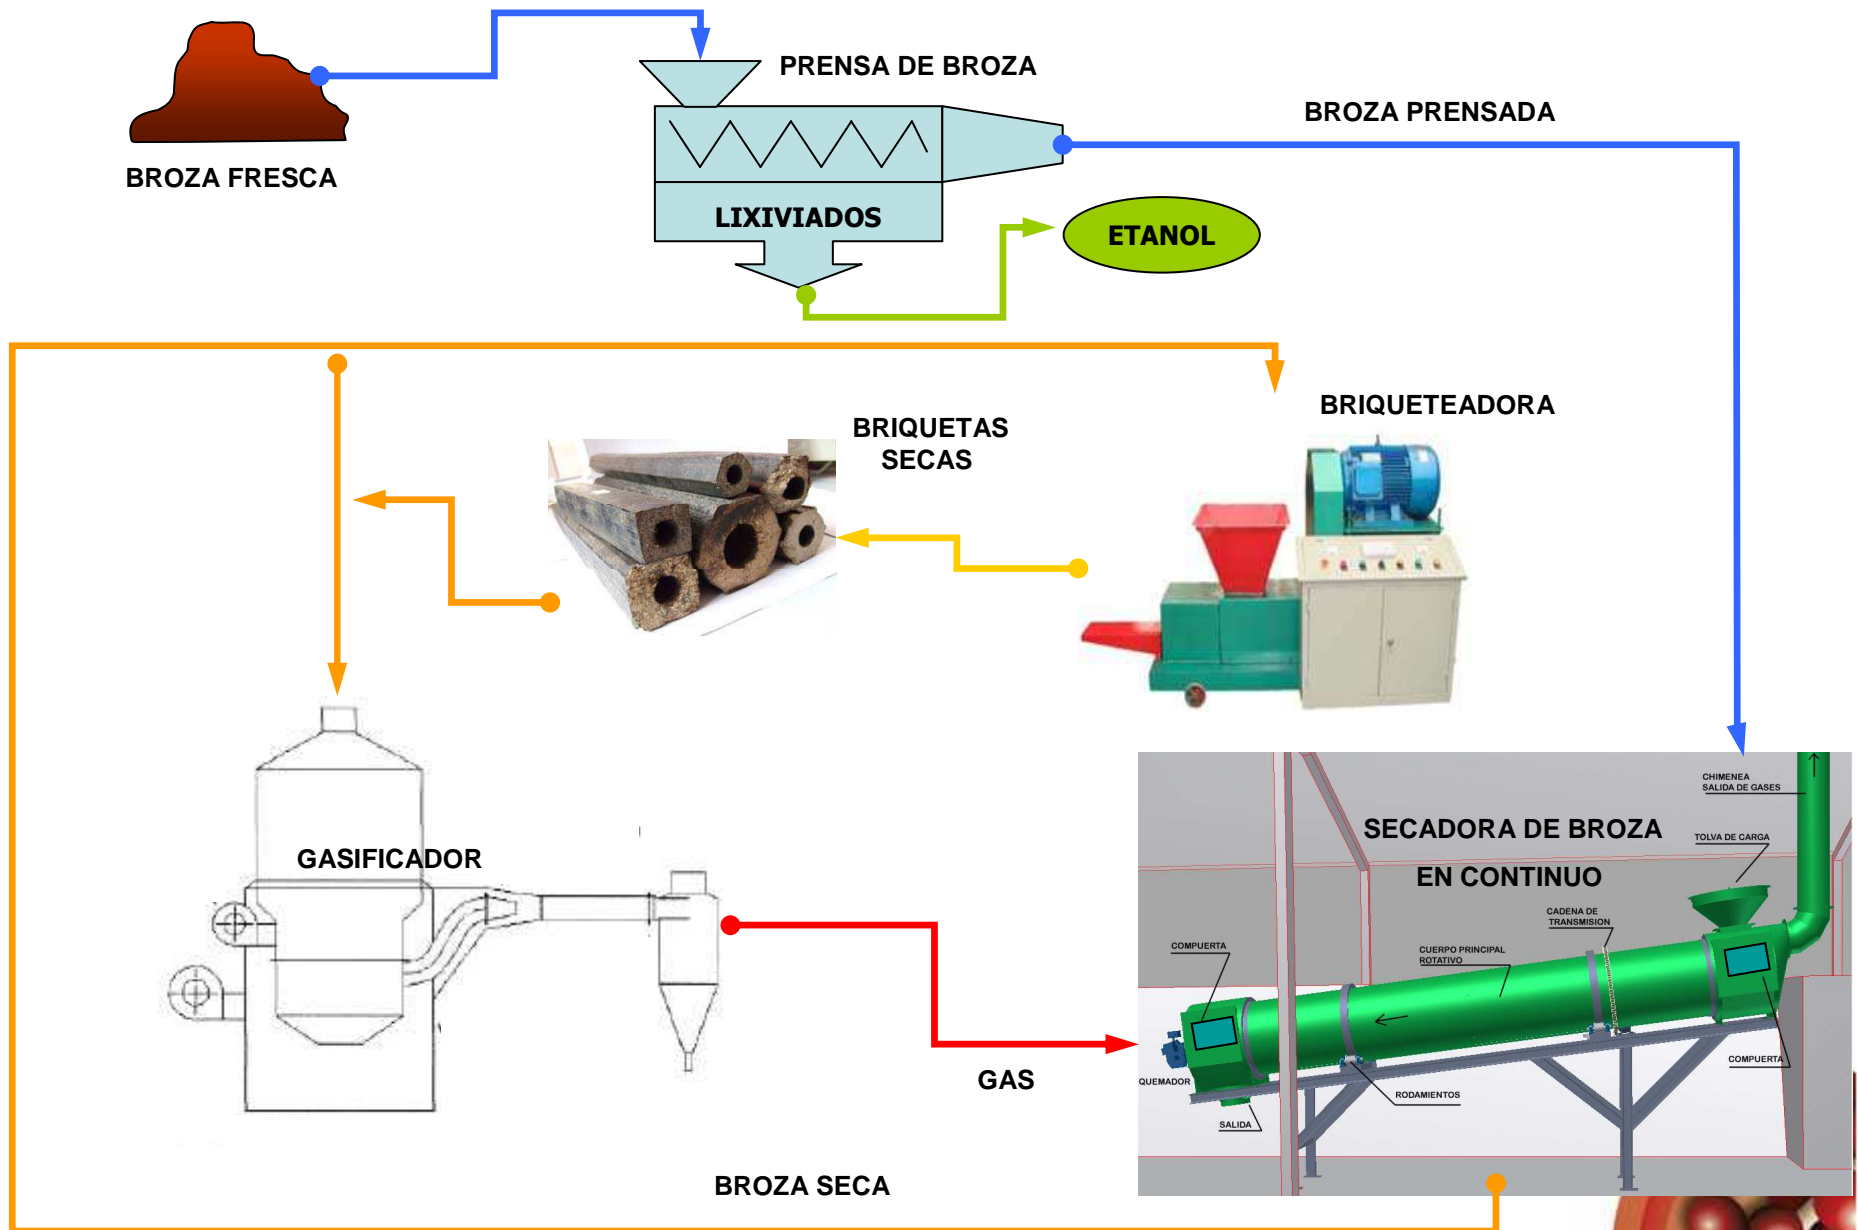 PRENSA DE BROZA
BROZA PRENSADA
BROZA FRESCA
LIXIVIADOS
ETANOL
BRIQUETEADORA
BRIQUETAS
SECAS
CHIMENEA
SALIDA DE GASES
SECADORA DE BROZA
EN CONTINUO
TOLVA DE CARGA
GASIFICADOR
CADENA DE
TRANSMISION
COMPUERTA
CUERPO PRINCIPAL
ROTATIVO
COMPUERTA
QUEMADOR
GAS
RODAMIENTOS
SALIDA
BROZA SECA